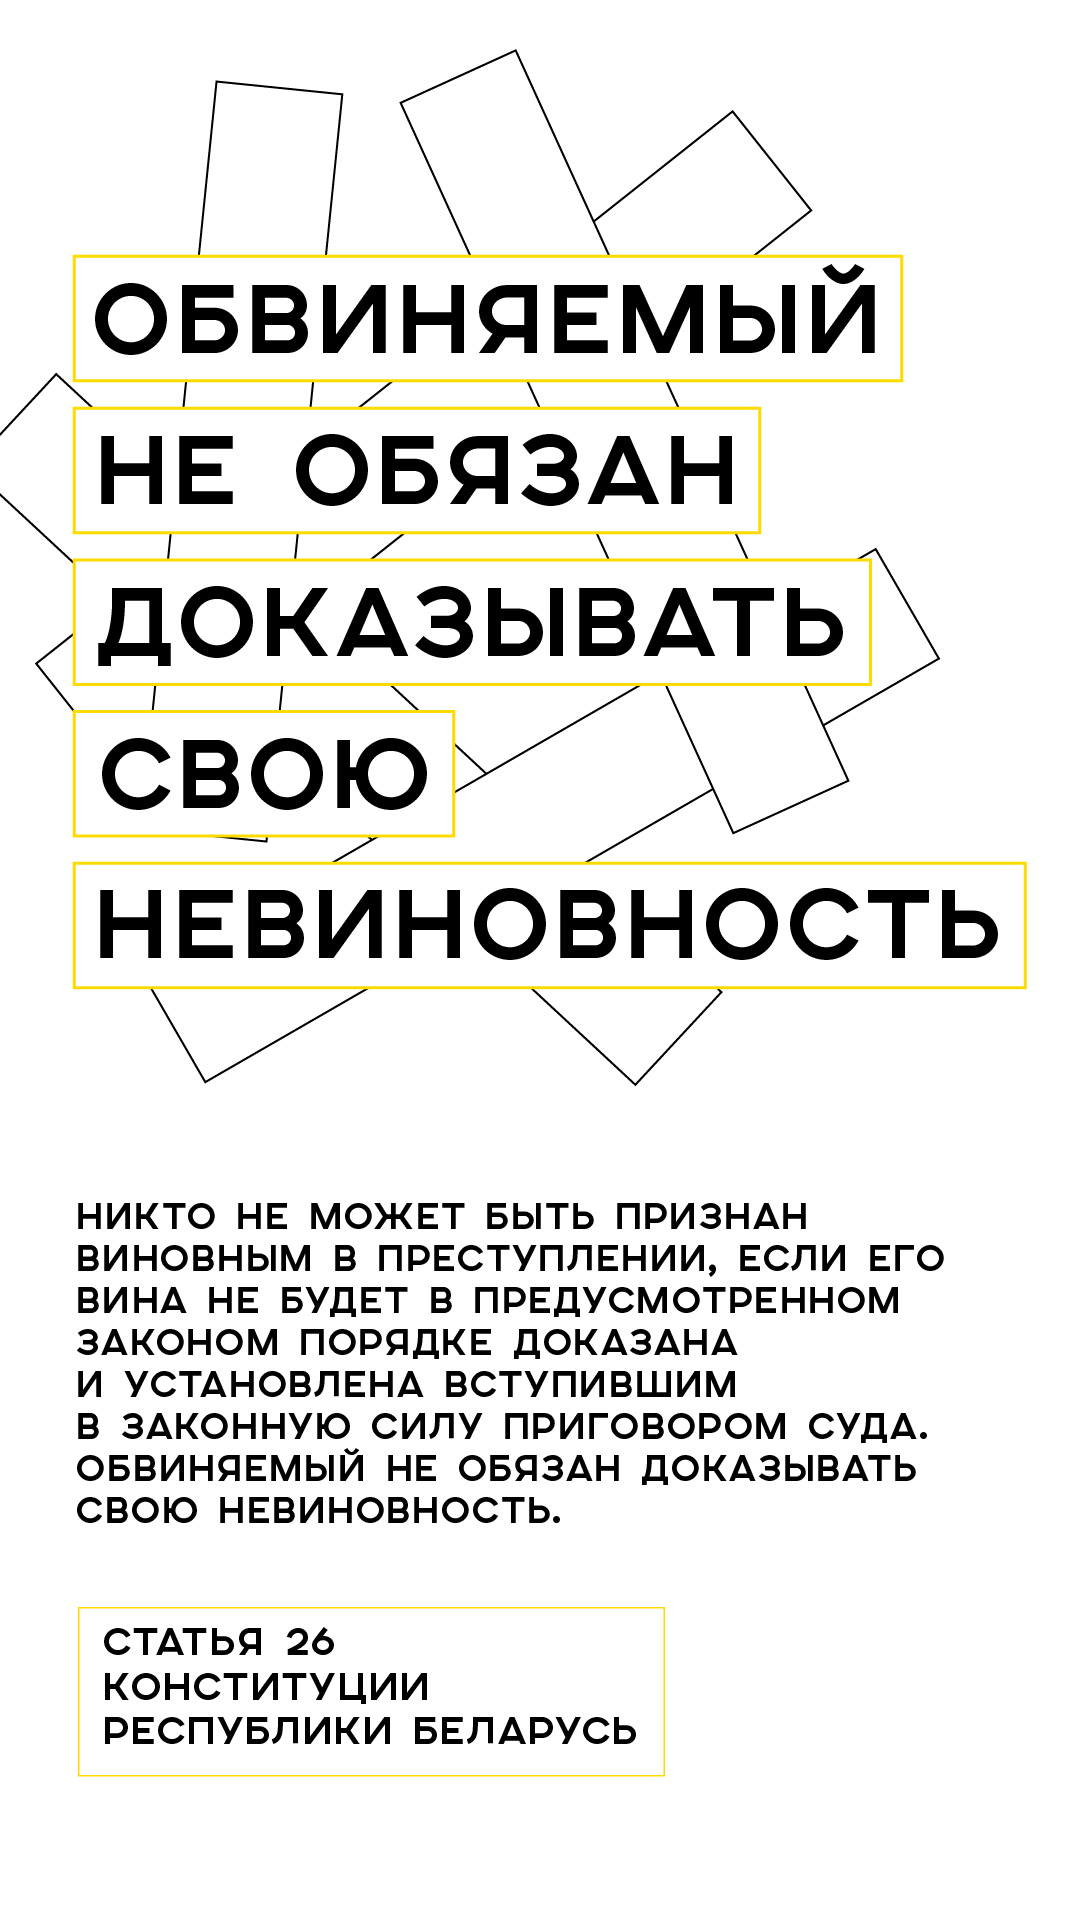 ОБВИНЯЕМЫЙ
НЕ ОБЯЗАН
ДОКАЗЫВАТЬ
СВОЮ
НЕВИНОВНОСТЬ
НИКТО НЕ МОЖЕТ БЫТЬ ПРИЗНАН
ВИНОВНЫМ В ПРЕСТУПЛЕНИИ, ЕСЛИ ЕГО
ВИНА НЕ БУДЕТ В ПРЕДУСМОТРЕННОМ
ЗАКОНОМ ПОРЯДКЕ ДОКАЗАНА
И УСТАНОВЛЕНА ВСТУПИВШИМ
В ЗАКОННУЮ СИЛУ ПРИГОВОРОМ СУДА.
ОБВИНЯЕМЫЙ НЕ ОБЯЗАН ДОКАЗЫВАТЬ
СВОЮ НЕВИНОВНОСТЬ.
СТАТЬЯ 26
КОНСТИТУЦИИ
РЕСПУБЛИКИ БЕЛАРУСЬ